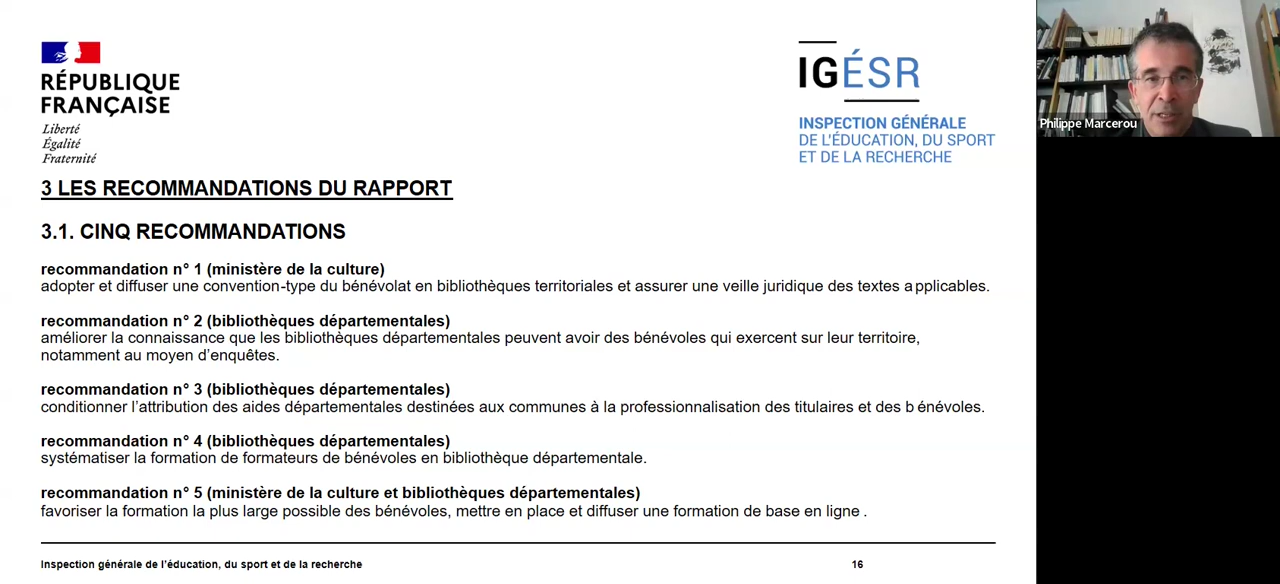 RÉPUBLIQUE
FRANÇAISE
Liberté
Égalité
Fraternité
IGÉSR
INSPECTION GÉNÉRALE
DE L'ÉDUCATION, DU SPORT
ET DE LA RECHERCHE
Philippe Marcerou
3 LES RECOMMANDATIONS DU RAPPORT
3.1. CINQ RECOMMANDATIONS
recommandation n° 1 (ministère de la culture)
adopter et diffuser une convention-type du bénévolat en bibliothèques territoriales et assurer une veille juridique des textes a pplicables.
recommandation n° 2 (bibliothèques départementales)
améliorer la connaissance que les bibliothèques départementales peuvent avoir des bénévoles qui exercent sur leur territoire,
notamment au moyen d'enquêtes.
recommandation n° 3 (bibliothèques départementales)
conditionner l'attribution des aides départementales destinées aux communes à la professionnalisation des titulaires et des b énévoles.
recommandation n° 4 (bibliothèques départementales)
systématiser la formation de formateurs de bénévoles en bibliothèque départementale.
recommandation n° 5 (ministère de la culture et bibliothèques départementales)
favoriser la formation la plus large possible des bénévoles, mettre en place et diffuser une formation de base en ligne .
Inspection générale de l'éducation, du sport et de la recherche
16